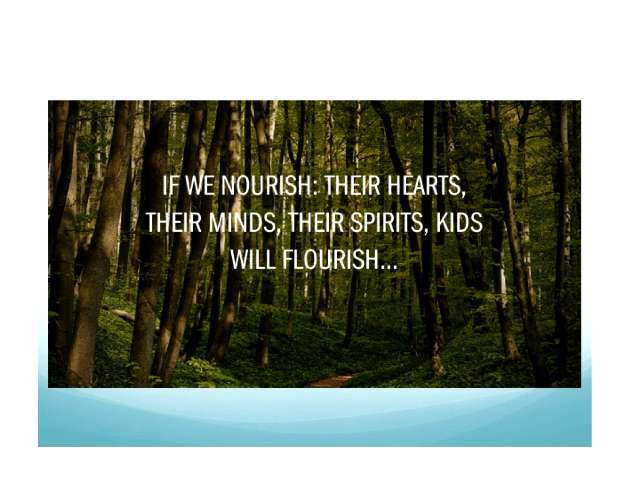 IF WE NOURISH: THEIR HEARTS,
THEIR MINDS, THEIR SPIRITS, KIDS
WILL FLOURISH...